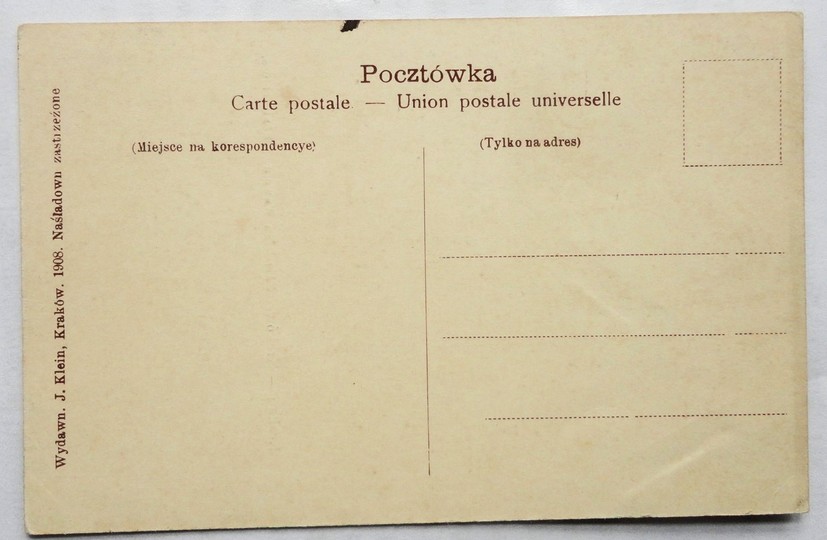 Pocztówka
Carte postale — Union postale universelle
(Miejsce na korespondencye)
(Tylko na adres)
Wydawn. J. Klein, Kraków. 1908. Naśladown zastrzeżone